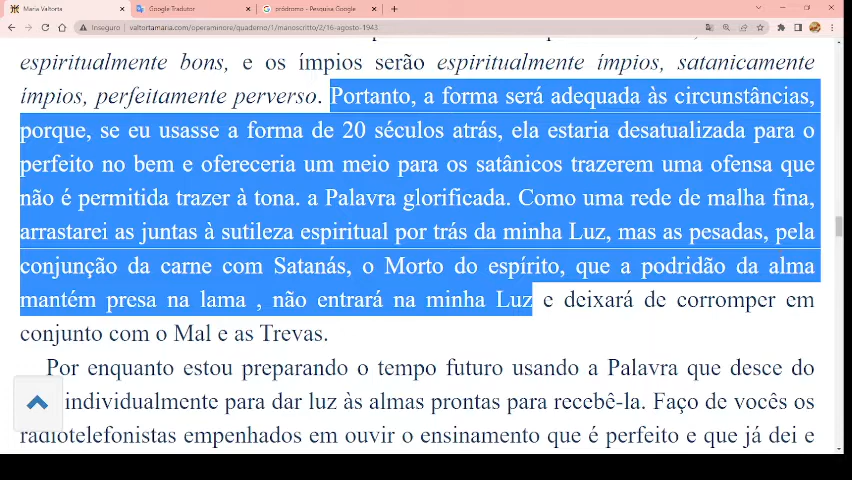 Maria Valtorta
Google Tradutor
pródromo - Pesquisa Google
Inseguro | valtortamaria.com/operaminore/quaderno/1/manoscritto/2/16-agosto-1943
espiritualmente bons, e os ímpios serão espiritualmente ímpios, satanicamente
ímpios, perfeitamente perverso. Portanto, a forma será adequada às circunstâncias,
porque, se eu usasse a forma de 20 séculos atrás, ela estaria desatualizada para o
perfeito no bem e ofereceria um meio para os satânicos trazerem uma ofensa que
não é permitida trazer à tona. a Palavra glorificada. Como uma rede de malha fina,
arrastarei as juntas à sutileza espiritual por trás da minha Luz, mas as pesadas, pela
conjunção da carne com Satanás, o Morto do espírito, que a podridão da alma
mantém presa na lama , não entrará na minha Luz e deixará de corromper em
conjunto com o Mal e as Trevas.
Por enquanto estou preparando o tempo futuro usando a Palavra que desce do
individualmente para dar luz às almas prontas para recebê-la. Faço de vocês os
radiotelefonistas empenhados em ouvir o ensinamento que é perfeito e que já dei e